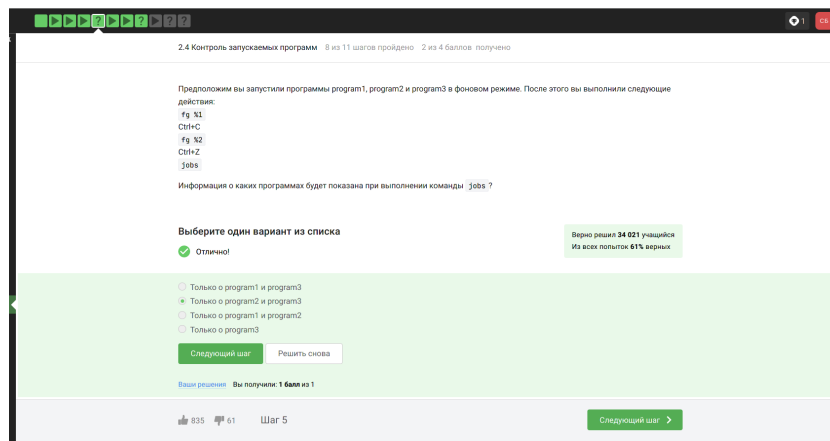 1
СБ
2.4 Контроль запускаемых программ 8 из 11 шагов пройдено 2 из 4 баллов получено
Предположим вы запустили программы program1, program2 и program3 в фоновом режиме. После этого вы выполнили следующие
действия:
fg %1
Ctrl+C
fg %2
Ctrl+Z
jobs
Информация о каких программах будет показана при выполнении команды jobs ?
Выберите один вариант из списка
Отлично!
Верно решил 34 021 учащийся
Из всех попыток 61% верных
Только о program1 и program3
Только о program2 и program3
Только о program1 и program2
Только о program3
Следующий шаг Решить снова
Ваши решения Вы получили: 1 балл из 1
835 61 Шаг 5 Следующий шаг